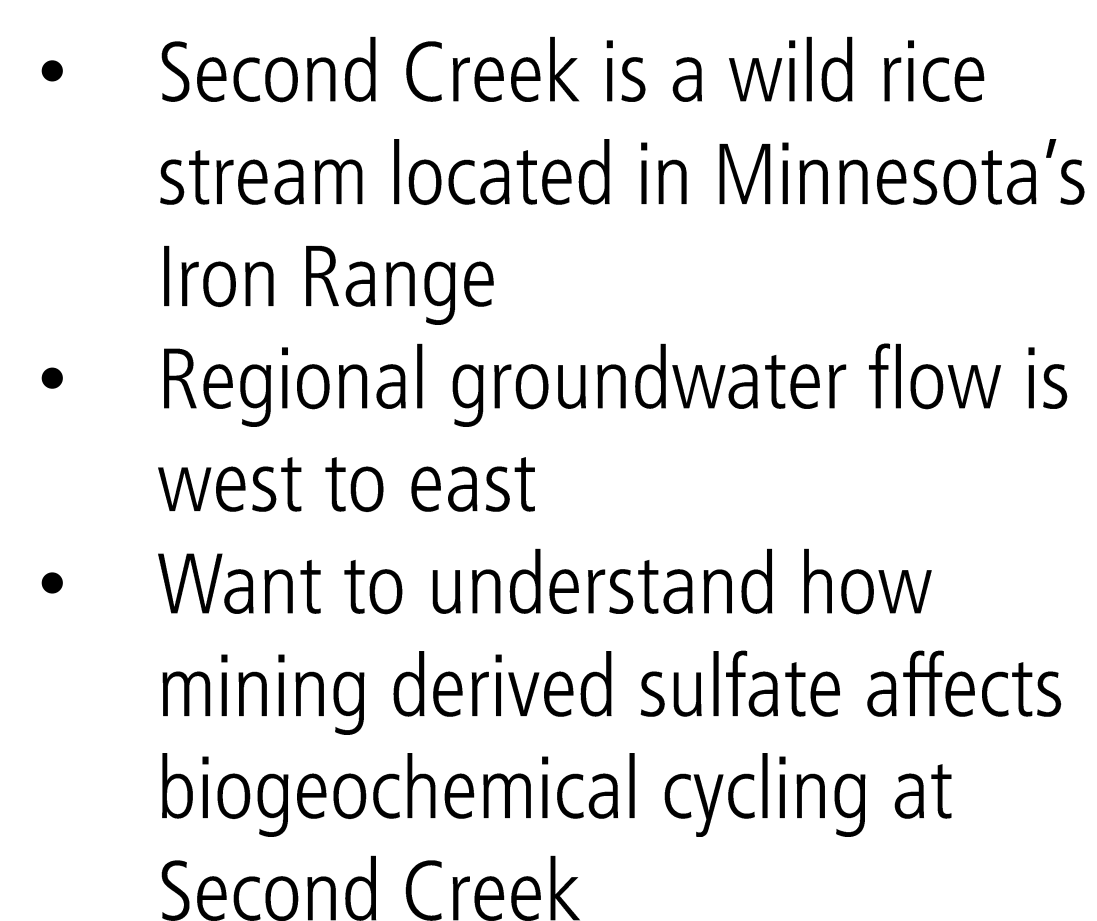 • Second Creek is a wild rice
stream located in Minnesota’s
Iron Range
• Regional groundwater flow is
west to east
• Want to understand how
mining derived sulfate affects
biogeochemical cycling at
Second Creek